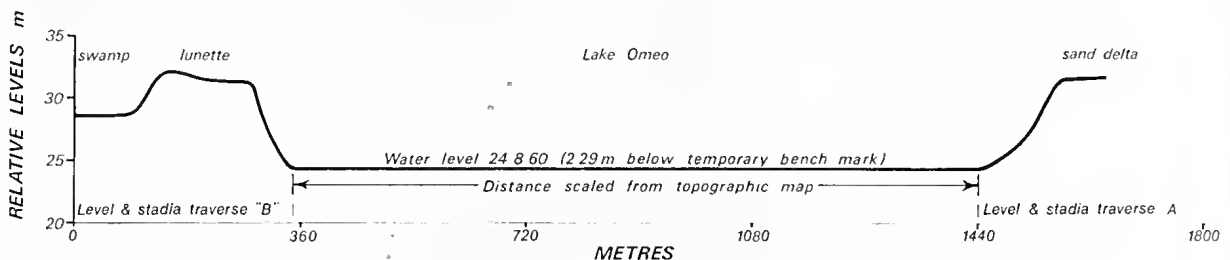 RELATIVE LEVELS m
35
30
25
20
swamp
lunette
Lake Omeo
sand delta
Water level 24 8 60 (2 29 m below temporary bench mark)
Distance scaled from topographic map
Level & stadia traverse "B"
Level & stadia traverse A
0
360
720
1080
1440
1800
METRES